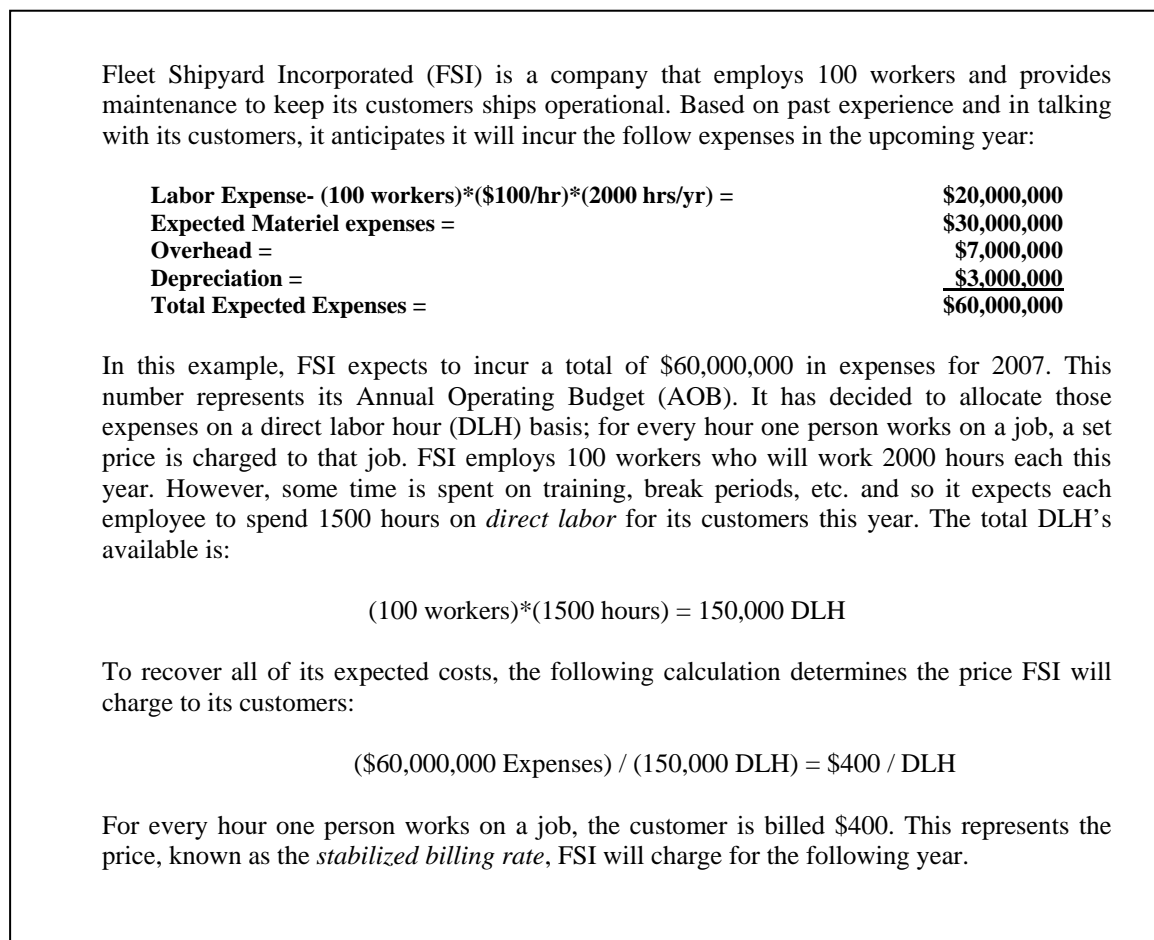 Fleet Shipyard Incorporated (FSI) is a company that employs 100 workers and provides
maintenance to keep its customers ships operational. Based on past experience and in talking
with its customers, it anticipates it will incur the follow expenses in the upcoming year:
Labor Expense- (100 workers)*($100/hr)*(2000 hrs/yr) = $20,000,000
Expected Materiel expenses = $30,000,000
Overhead = $7,000,000
Depreciation = $3,000,000
Total Expected Expenses = $60,000,000
In this example, FSI expects to incur a total of $60,000,000 in expenses for 2007. This
number represents its Annual Operating Budget (AOB). It has decided to allocate those
expenses on a direct labor hour (DLH) basis; for every hour one person works on a job, a set
price is charged to that job. FSI employs 100 workers who will work 2000 hours each this
year. However, some time is spent on training, break periods, etc. and so it expects each
employee to spend 1500 hours on direct labor for its customers this year. The total DLH’s
available is:
(100 workers)*(1500 hours) = 150,000 DLH
To recover all of its expected costs, the following calculation determines the price FSI will
charge to its customers:
($60,000,000 Expenses) / (150,000 DLH) = $400 / DLH
For every hour one person works on a job, the customer is billed $400. This represents the
price, known as the stabilized billing rate, FSI will charge for the following year.